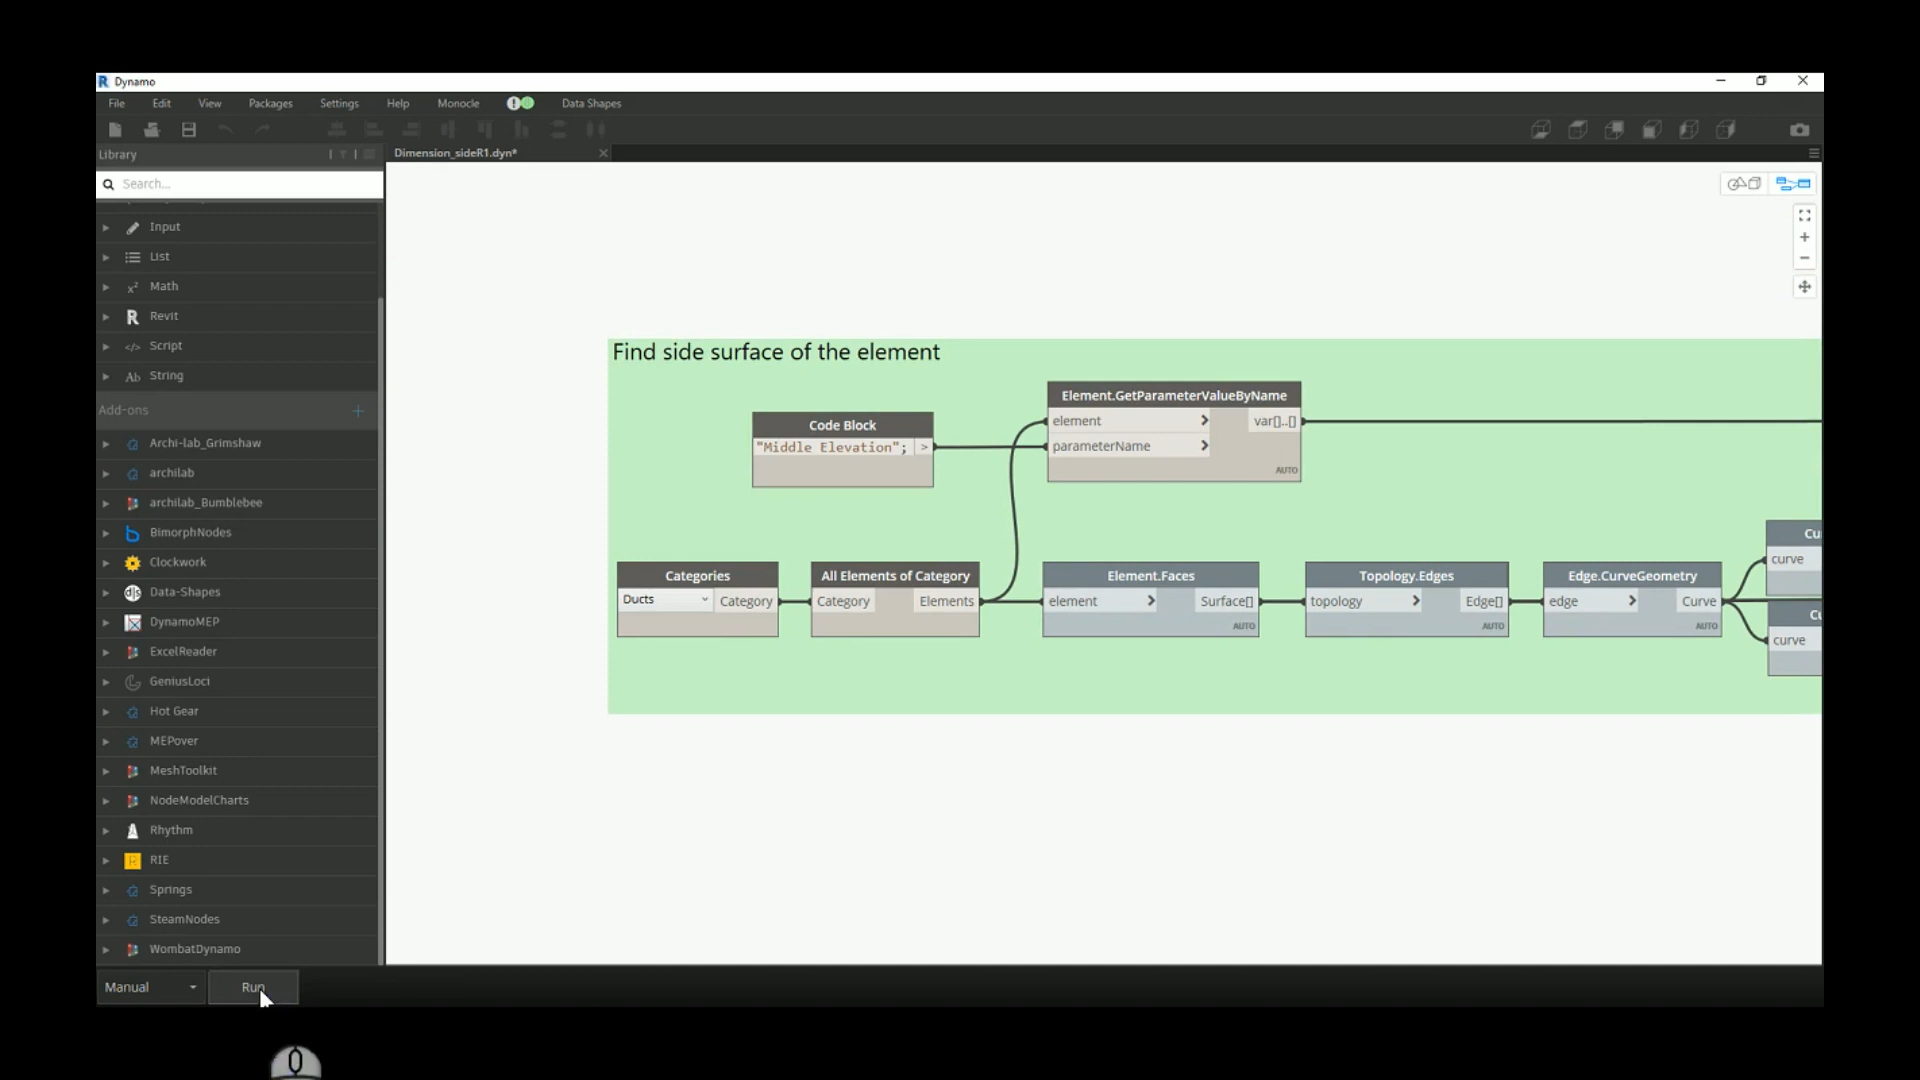 Dynamo
File Edit View Packages Settings Help Monocle Data Shapes
Library
Dimension_sideR1.dyn*
Search...
Input
List
Math
Revit
Script
String
Add-ons
Archi-lab_Grimshaw
archilab
archilab_Bumblebee
BimorphNodes
Clockwork
Data-Shapes
DynamoMEP
ExcelReader
GeniusLoci
Hot Gear
MEPover
MeshToolkit
NodeModelCharts
Rhythm
RIE
Springs
SteamNodes
WombatDynamo
Manual
Run
Find side surface of the element
Code Block
"Middle Elevation"; >
Element.GetParameterValueByName
element > var[]..[]
parameterName >
AUTO
Categories
Ducts Category
All Elements of Category
Category Elements
Element.Faces
element > Surface[]
AUTO
Topology.Edges
topology > Edge[]
AUTO
Edge.CurveGeometry
edge > Curve
AUTO
Cu
curve
Cu
curve